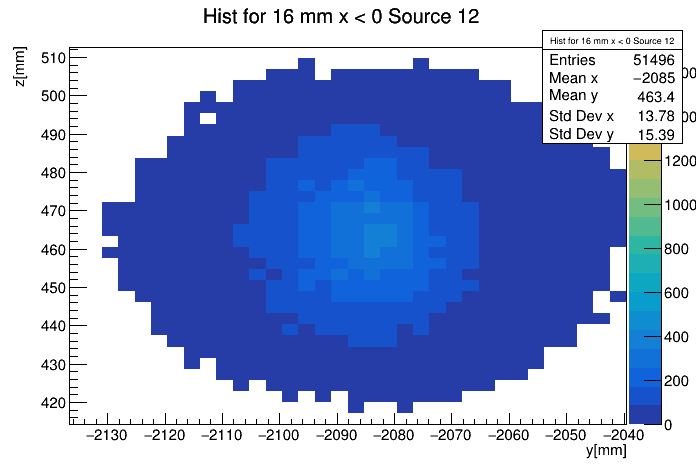 Hist for 16 mm x < 0 Source 12
Hist for 16 mm x < 0 Source 12
Entries 51496
Mean x −2085
Mean y 463.4
Std Dev x 13.78
Std Dev y 15.39
z[mm]
510
500
490
480
470
460
450
440
430
420
1200
1000
800
600
400
200
0
−2130 −2120 −2110 −2100 −2090 −2080 −2070 −2060 −2050 −2040
y[mm]